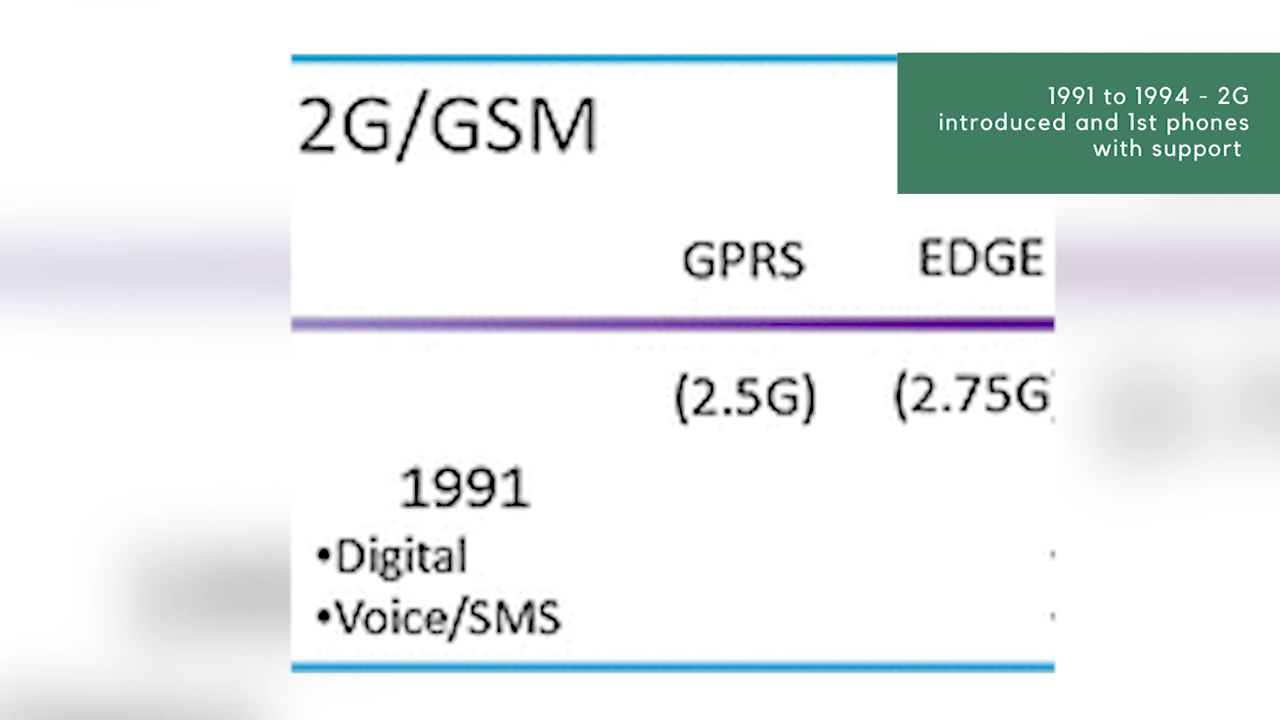 2G/GSM
1991 to 1994 - 2G
introduced and 1st phones
with support
GPRS EDGE
(2.5G) (2.75G)
1991
•Digital
•Voice/SMS